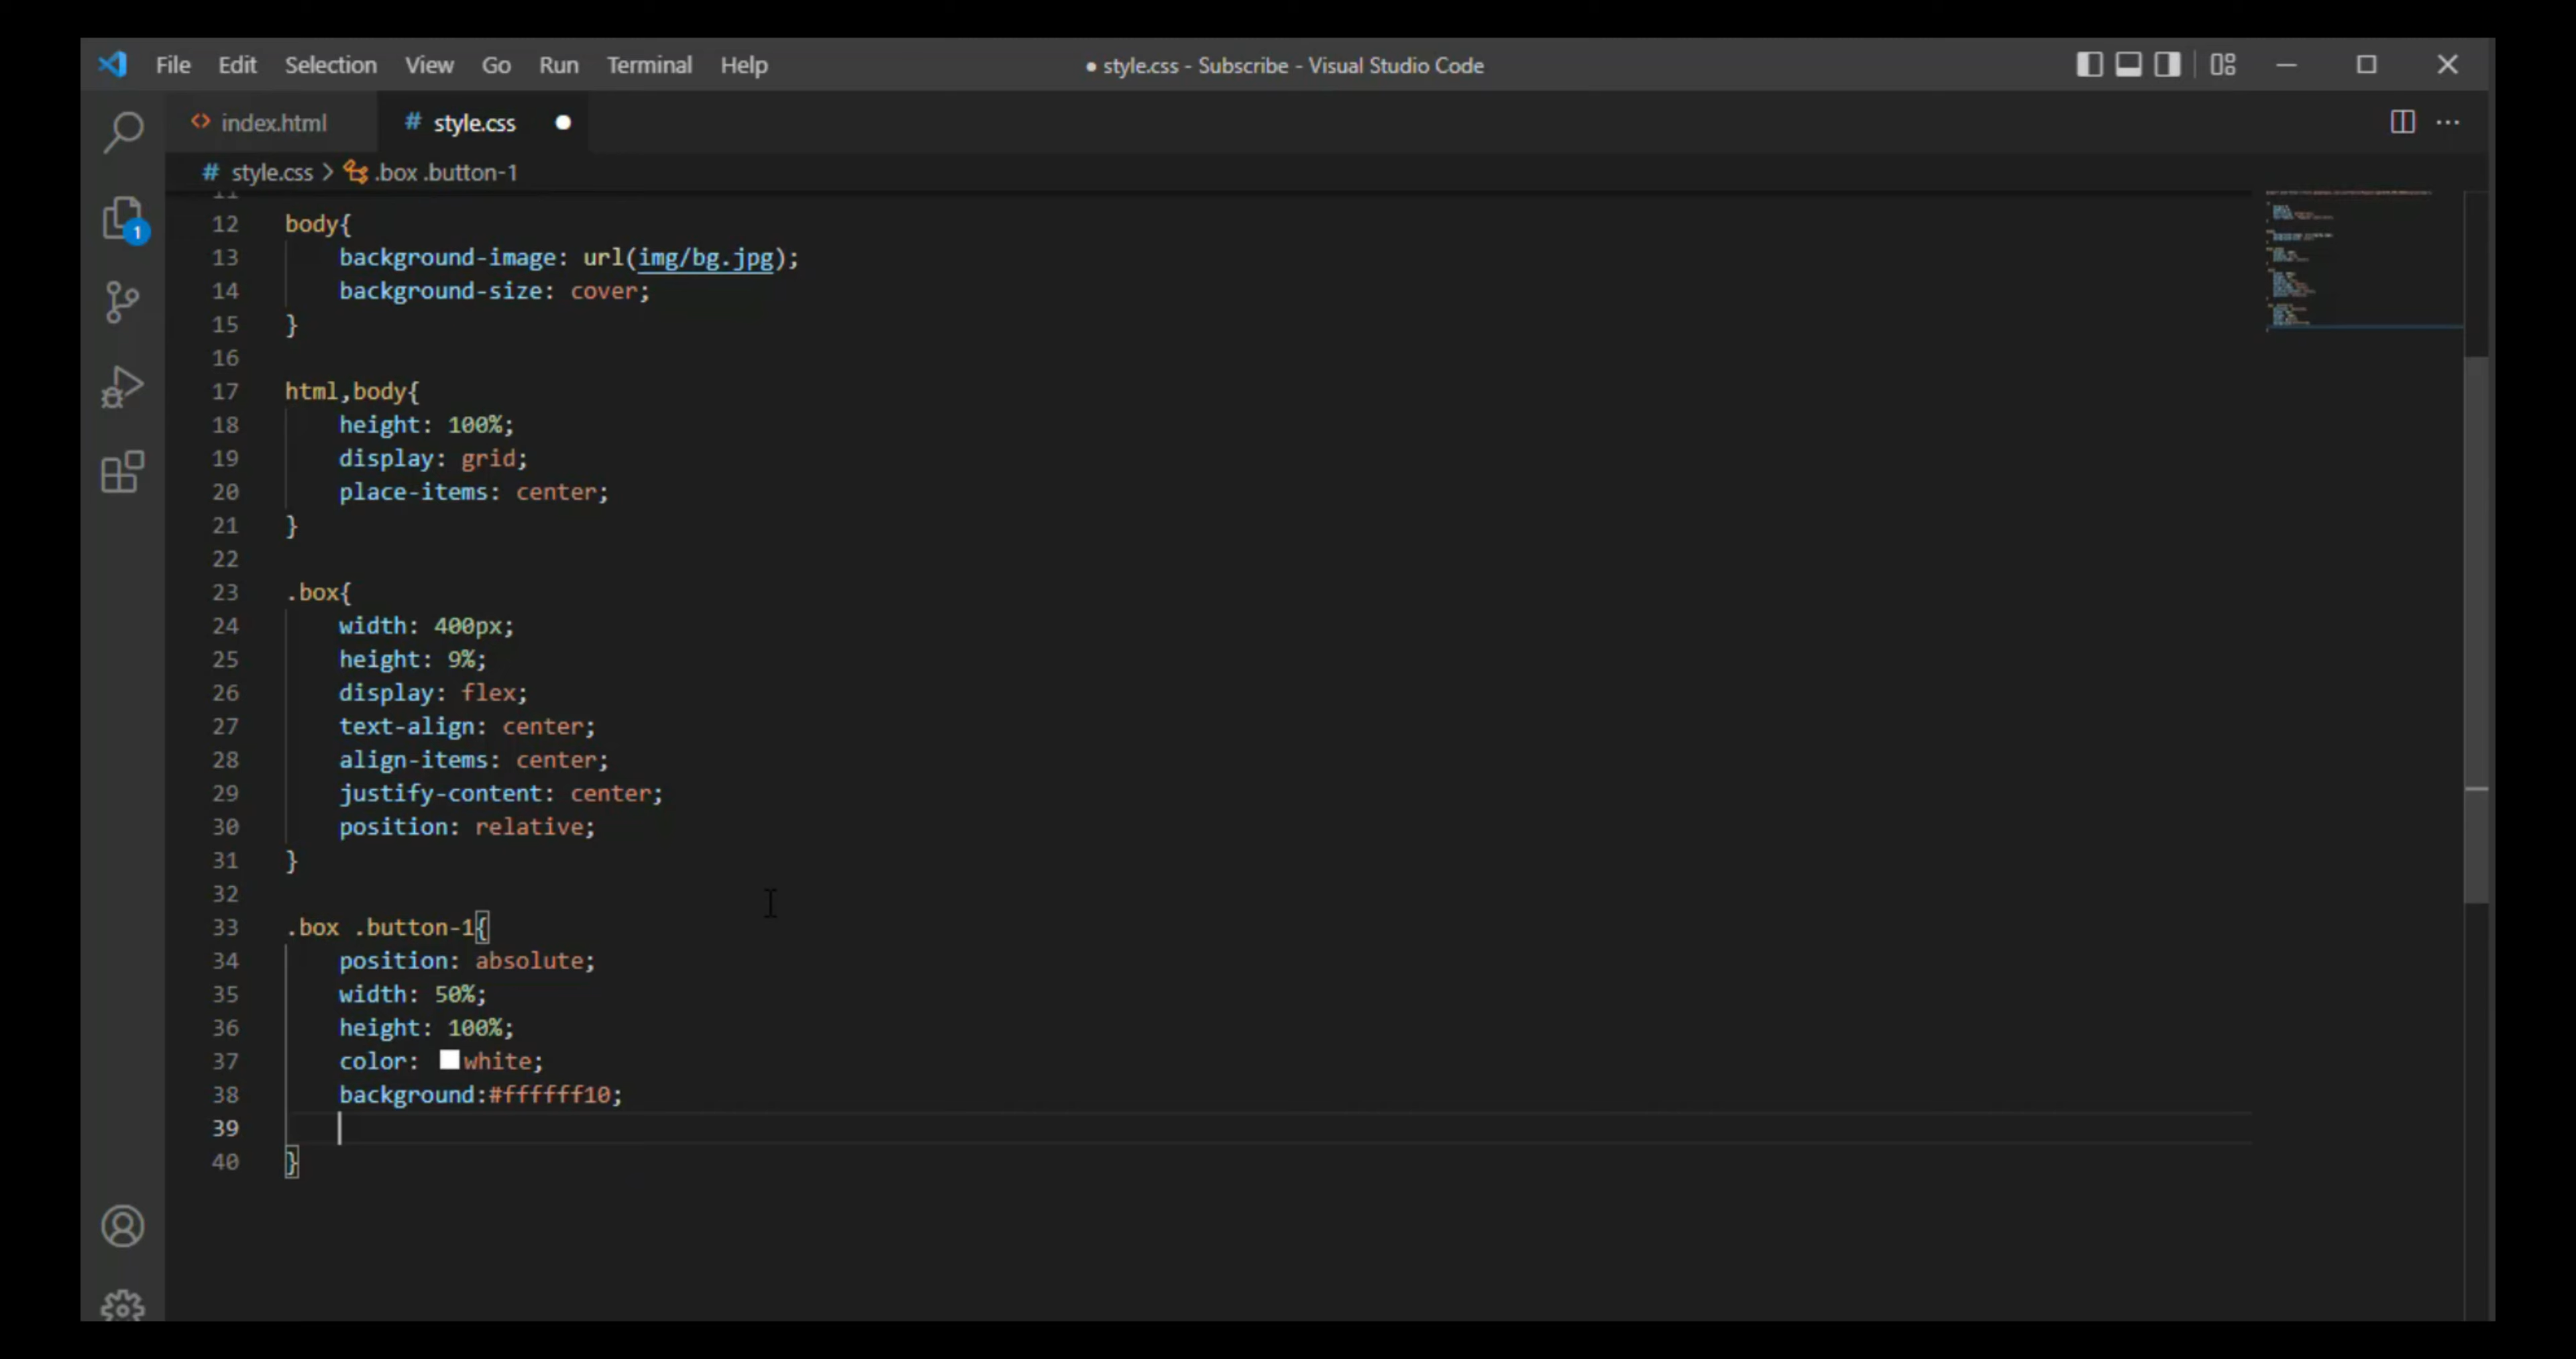 File Edit Selection View Go Run Terminal Help
● style.css - Subscribe - Visual Studio Code
<> index.html
# style.css ●
# style.css > .box .button-1
1
11
12 body{
13 background-image: url(img/bg.jpg);
14 background-size: cover;
15 }
16
17 html,body{
18 height: 100%;
19 display: grid;
20 place-items: center;
21 }
22
23 .box{
24 width: 400px;
25 height: 9%;
26 display: flex;
27 text-align: center;
28 align-items: center;
29 justify-content: center;
30 position: relative;
31 }
32
33 .box .button-1{
34 position: absolute;
35 width: 50%;
36 height: 100%;
37 color: white;
38 background:#ffffff10;
39
40 }